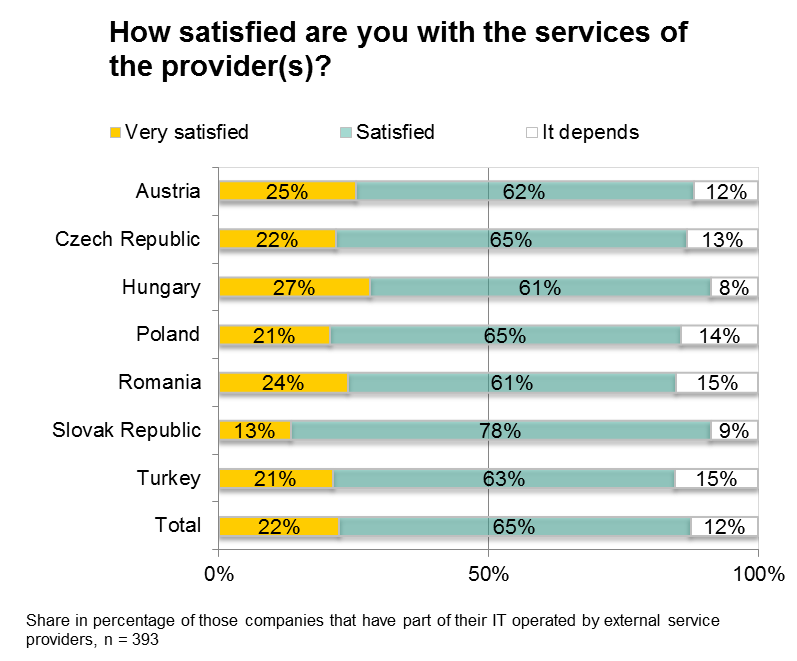 How satisfied are you with the services of
the provider(s)?
Very satisfied Satisfied It depends
Austria 25% 62% 12%
Czech Republic 22% 65% 13%
Hungary 27% 61% 8%
Poland 21% 65% 14%
Romania 24% 61% 15%
Slovak Republic 13% 78% 9%
Turkey 21% 63% 15%
Total 22% 65% 12%
0% 50% 100%
Share in percentage of those companies that have part of their IT operated by external service
providers, n = 393